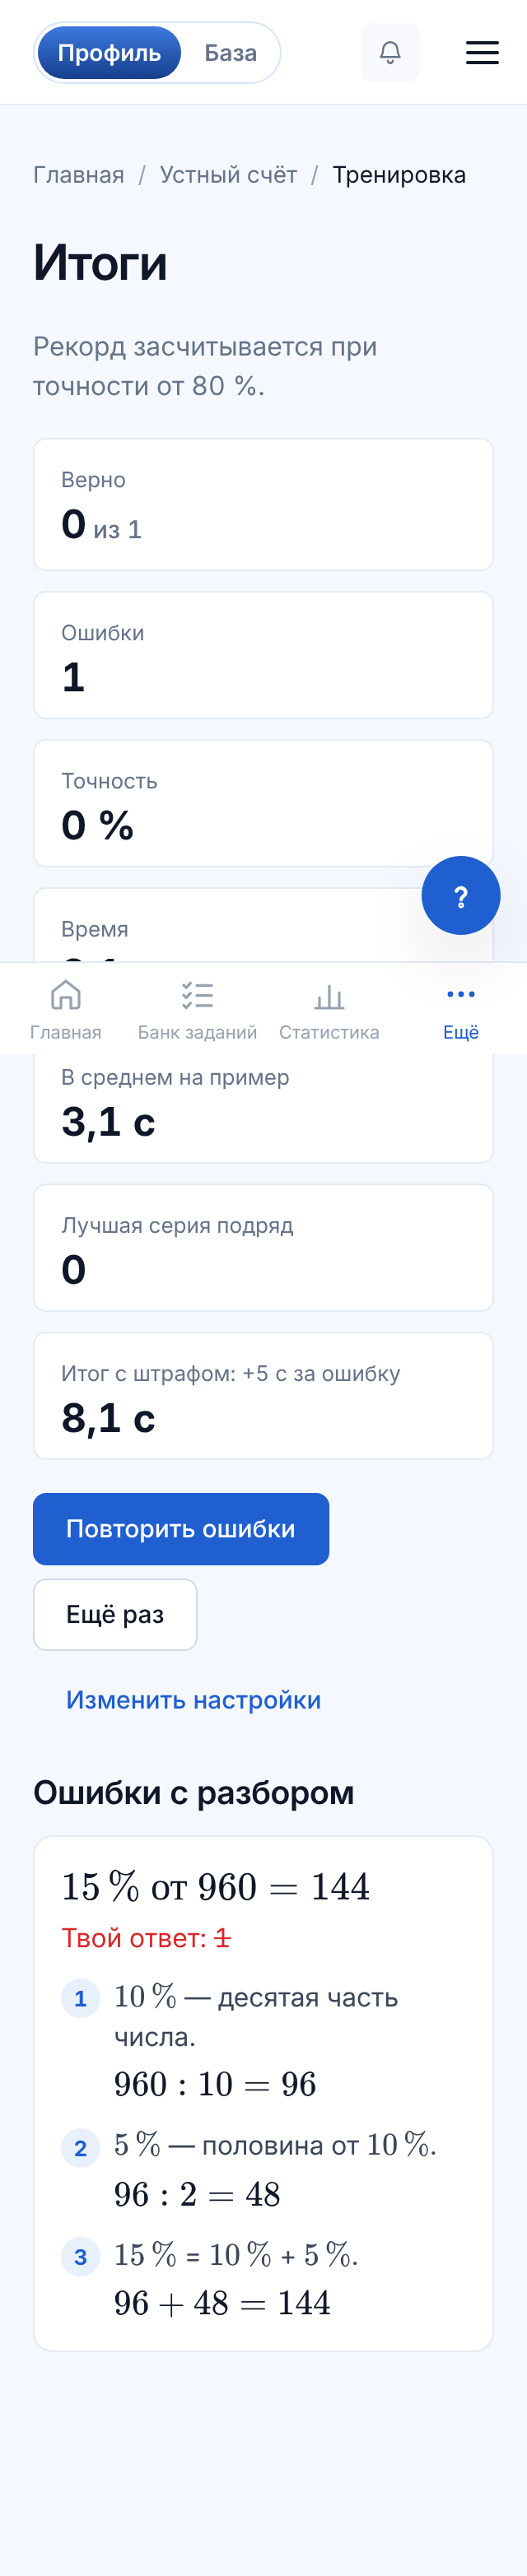 Профиль База
Главная / Устный счёт / Тренировка
Итоги
Рекорд засчитывается при
точности от 80 %.
Верно
0 из 1
Ошибки
1
Точность
0 %
?
Время
Главная Банк заданий Статистика Ещё
В среднем на пример
3,1 с
Лучшая серия подряд
0
Итог с штрафом: +5 с за ошибку
8,1 с
Повторить ошибки
Ещё раз
Изменить настройки
Ошибки с разбором
15 % от 960 = 144
Твой ответ: 1
1 10 % — десятая часть
числа.
960 : 10 = 96
2 5 % — половина от 10 %.
96 : 2 = 48
3 15 % = 10 % + 5 %.
96 + 48 = 144